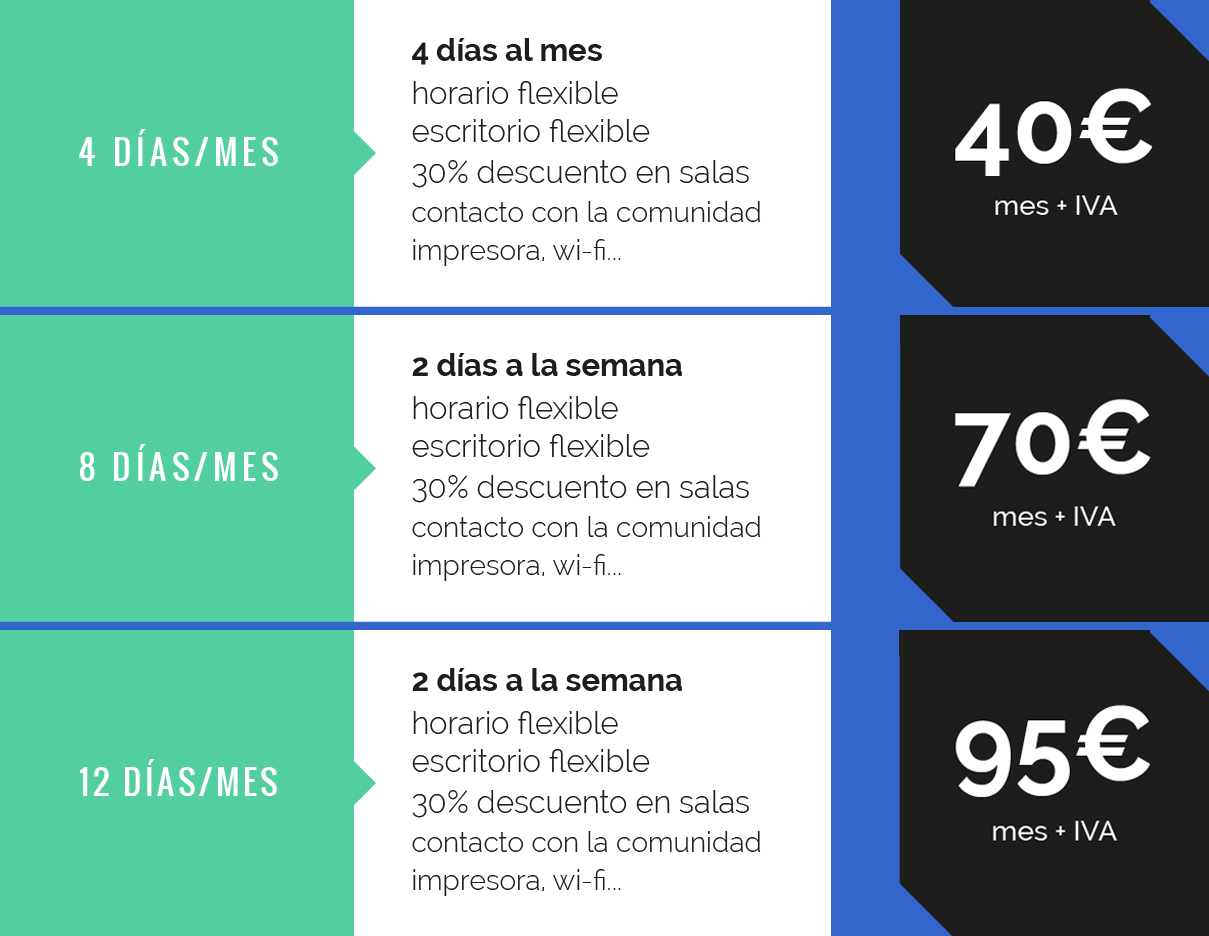 4 DÍAS/MES
4 días al mes
horario flexible
escritorio flexible
30% descuento en salas
contacto con la comunidad
impresora, wi-fi...
40€
mes + IVA
8 DÍAS/MES
2 días a la semana
horario flexible
escritorio flexible
30% descuento en salas
contacto con la comunidad
impresora, wi-fi...
70€
mes + IVA
12 DÍAS/MES
2 días a la semana
horario flexible
escritorio flexible
30% descuento en salas
contacto con la comunidad
impresora, wi-fi...
95€
mes + IVA